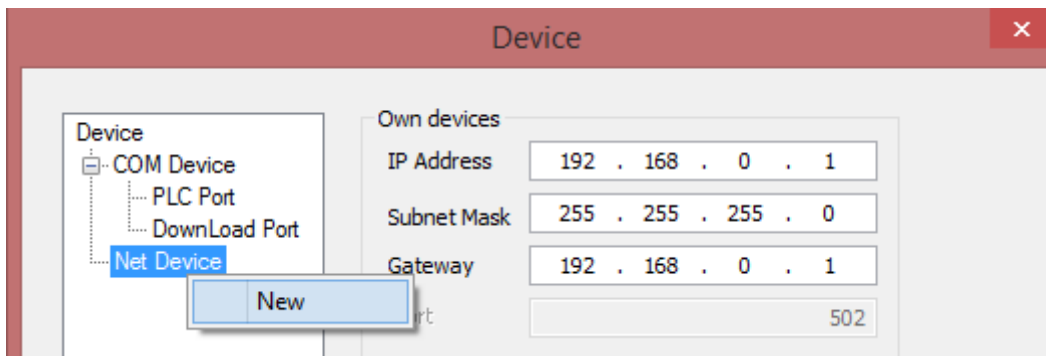 Device
Device
COM Device
PLC Port
DownLoad Port
Net Device
New
Own devices
IP Address 192 . 168 . 0 . 1
Subnet Mask 255 . 255 . 255 . 0
Gateway 192 . 168 . 0 . 1
502